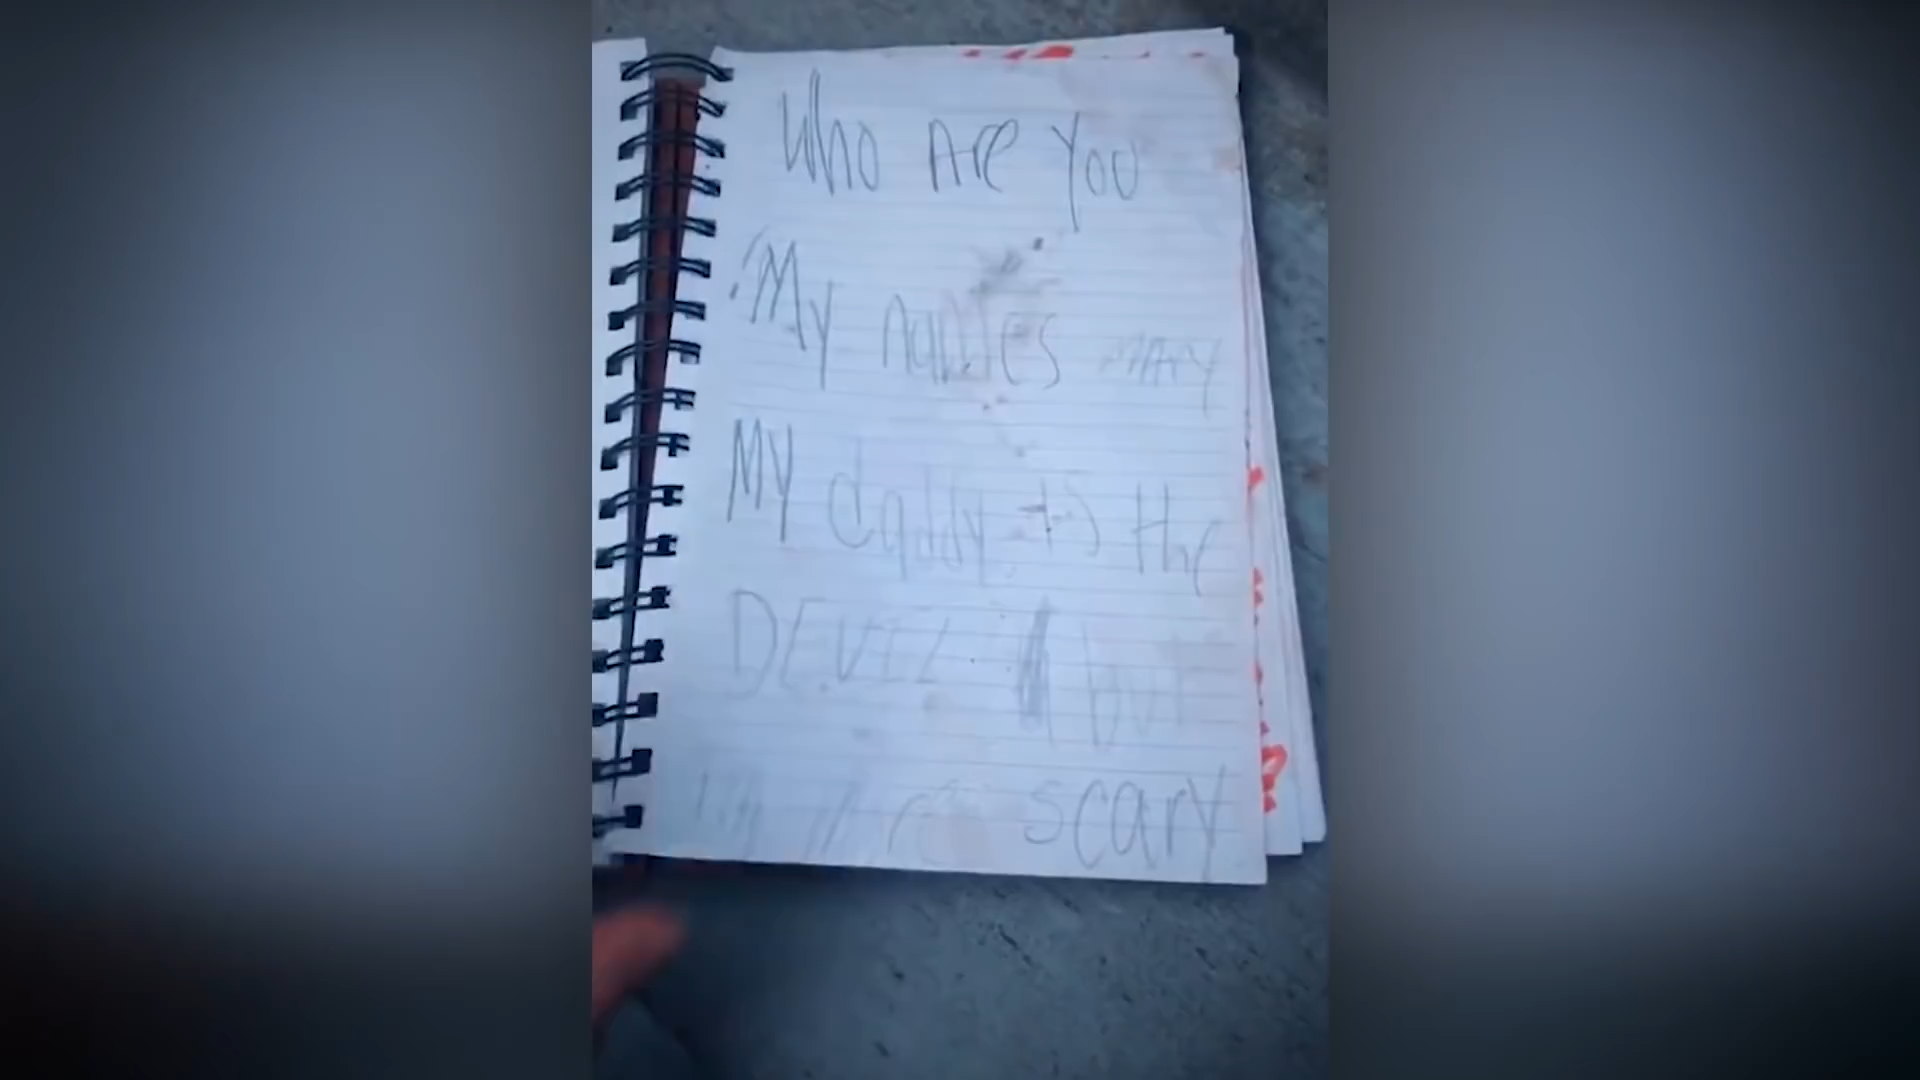 Who Are You
"My names MARY
MY daddy is the
DEVIL but
scary